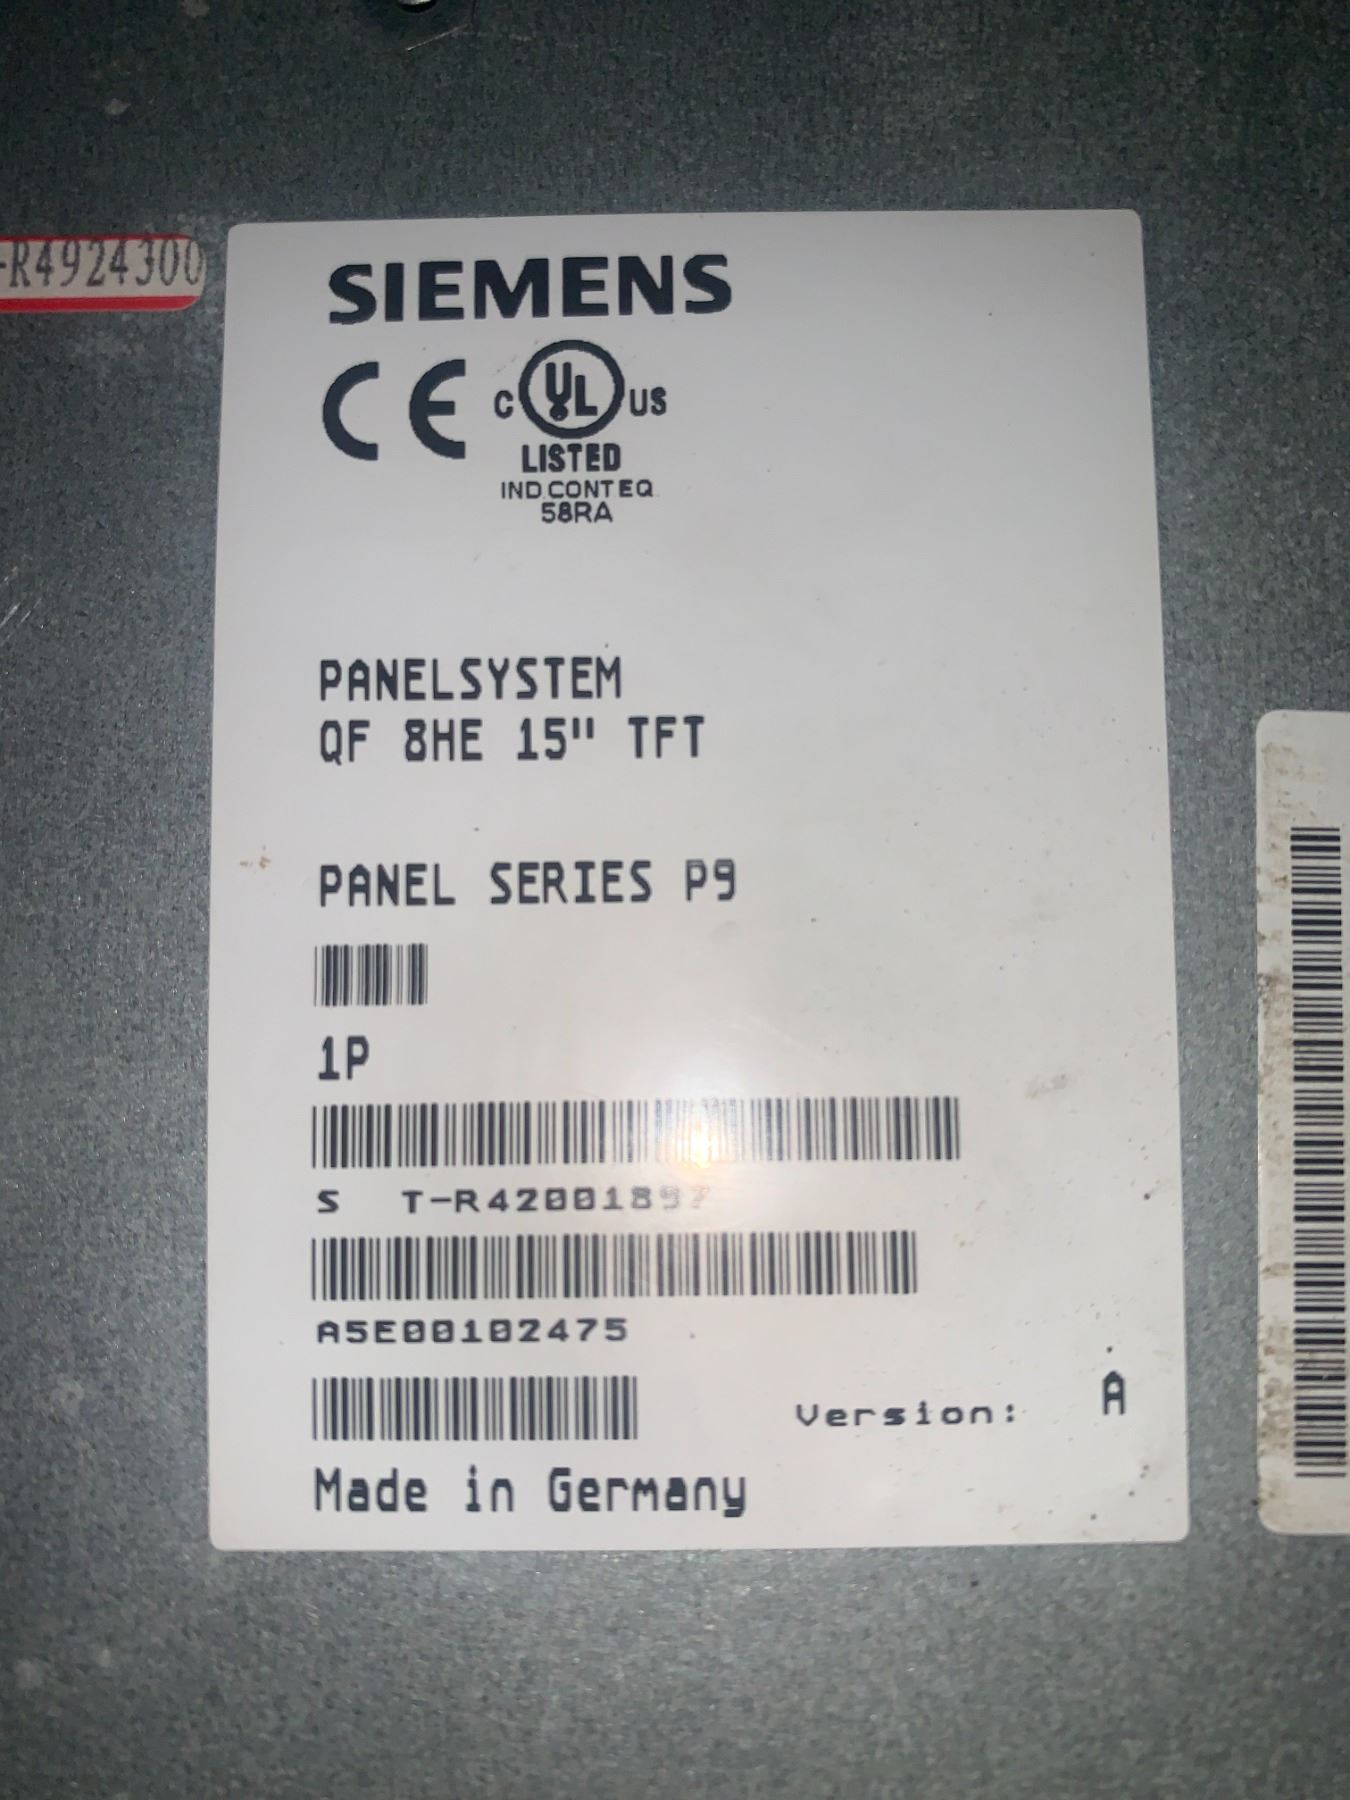 -R4924300
SIEMENS
CE C UL US
LISTED
IND.CONT.EQ.
58RA
PANELSYSTEM
QF 8HE 15" TFT
PANEL SERIES P9
1P
S
A5E00102475
Version: A
Made in Germany